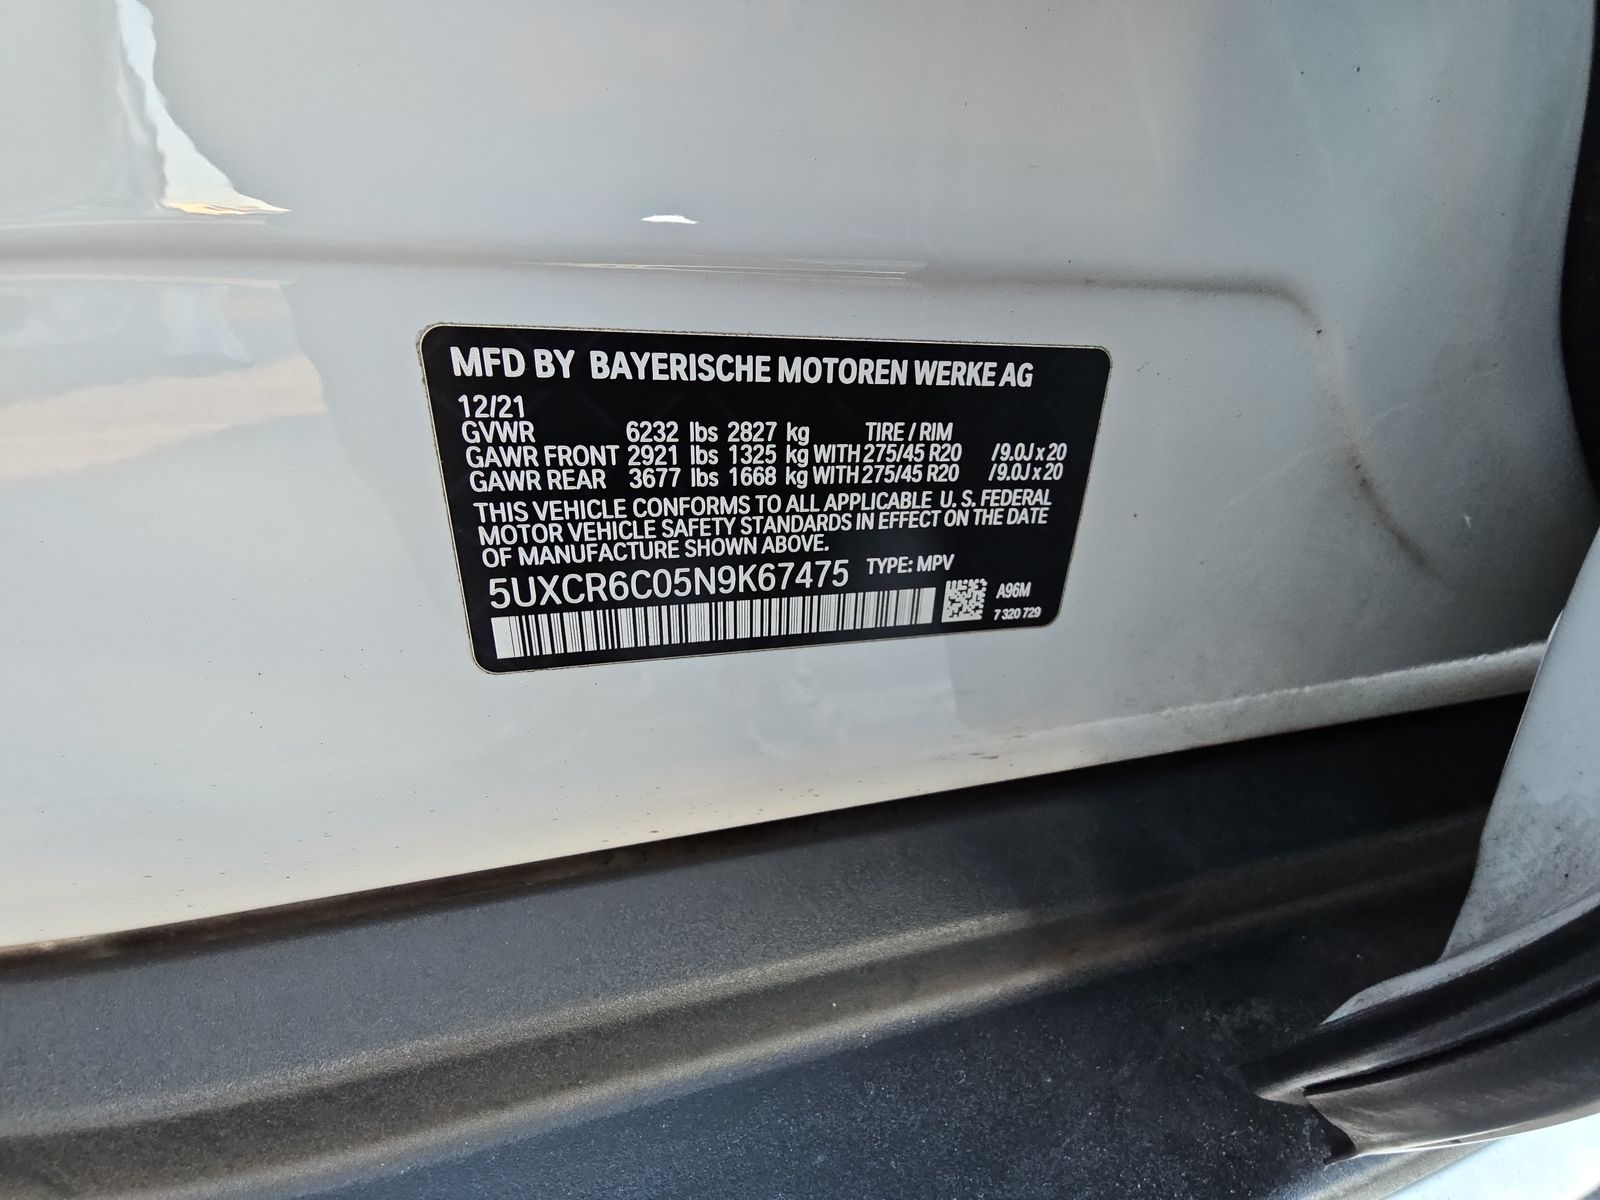 MFD BY BAYERISCHE MOTOREN WERKE AG
12/21
GVWR 6232 lbs 2827 kg TIRE / RIM
GAWR FRONT 2921 lbs 1325 kg WITH 275/45 R20 /9.0J x 20
GAWR REAR 3677 lbs 1668 kg WITH 275/45 R20 /9.0J x 20
THIS VEHICLE CONFORMS TO ALL APPLICABLE U. S. FEDERAL
MOTOR VEHICLE SAFETY STANDARDS IN EFFECT ON THE DATE
OF MANUFACTURE SHOWN ABOVE.
5UXCR6C05N9K67475 TYPE: MPV
A96M
7 320 729